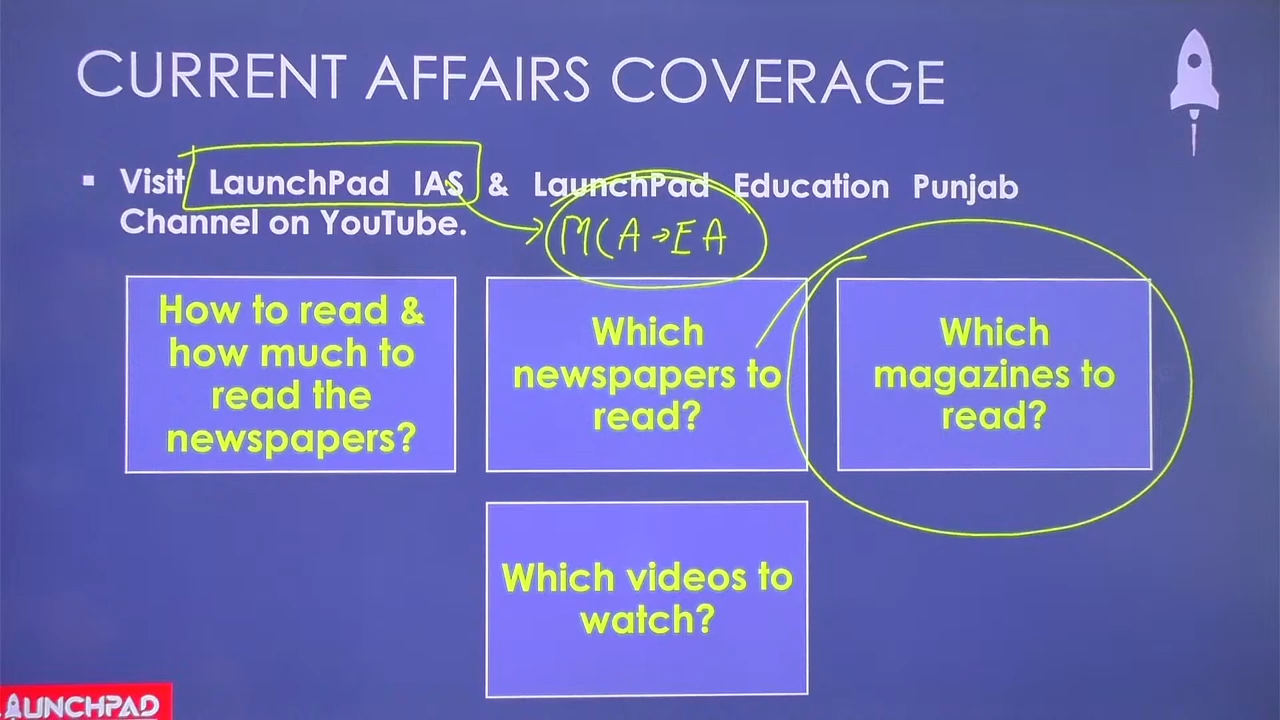 CURRENT AFFAIRS COVERAGE
Visit LaunchPad IAS & LaunchPad Education Punjab
Channel on YouTube.
MCA → EA
How to read &
how much to
read the
newspapers?
Which
newspapers to
read?
Which
magazines to
read?
Which videos to
watch?
LAUNCHPAD